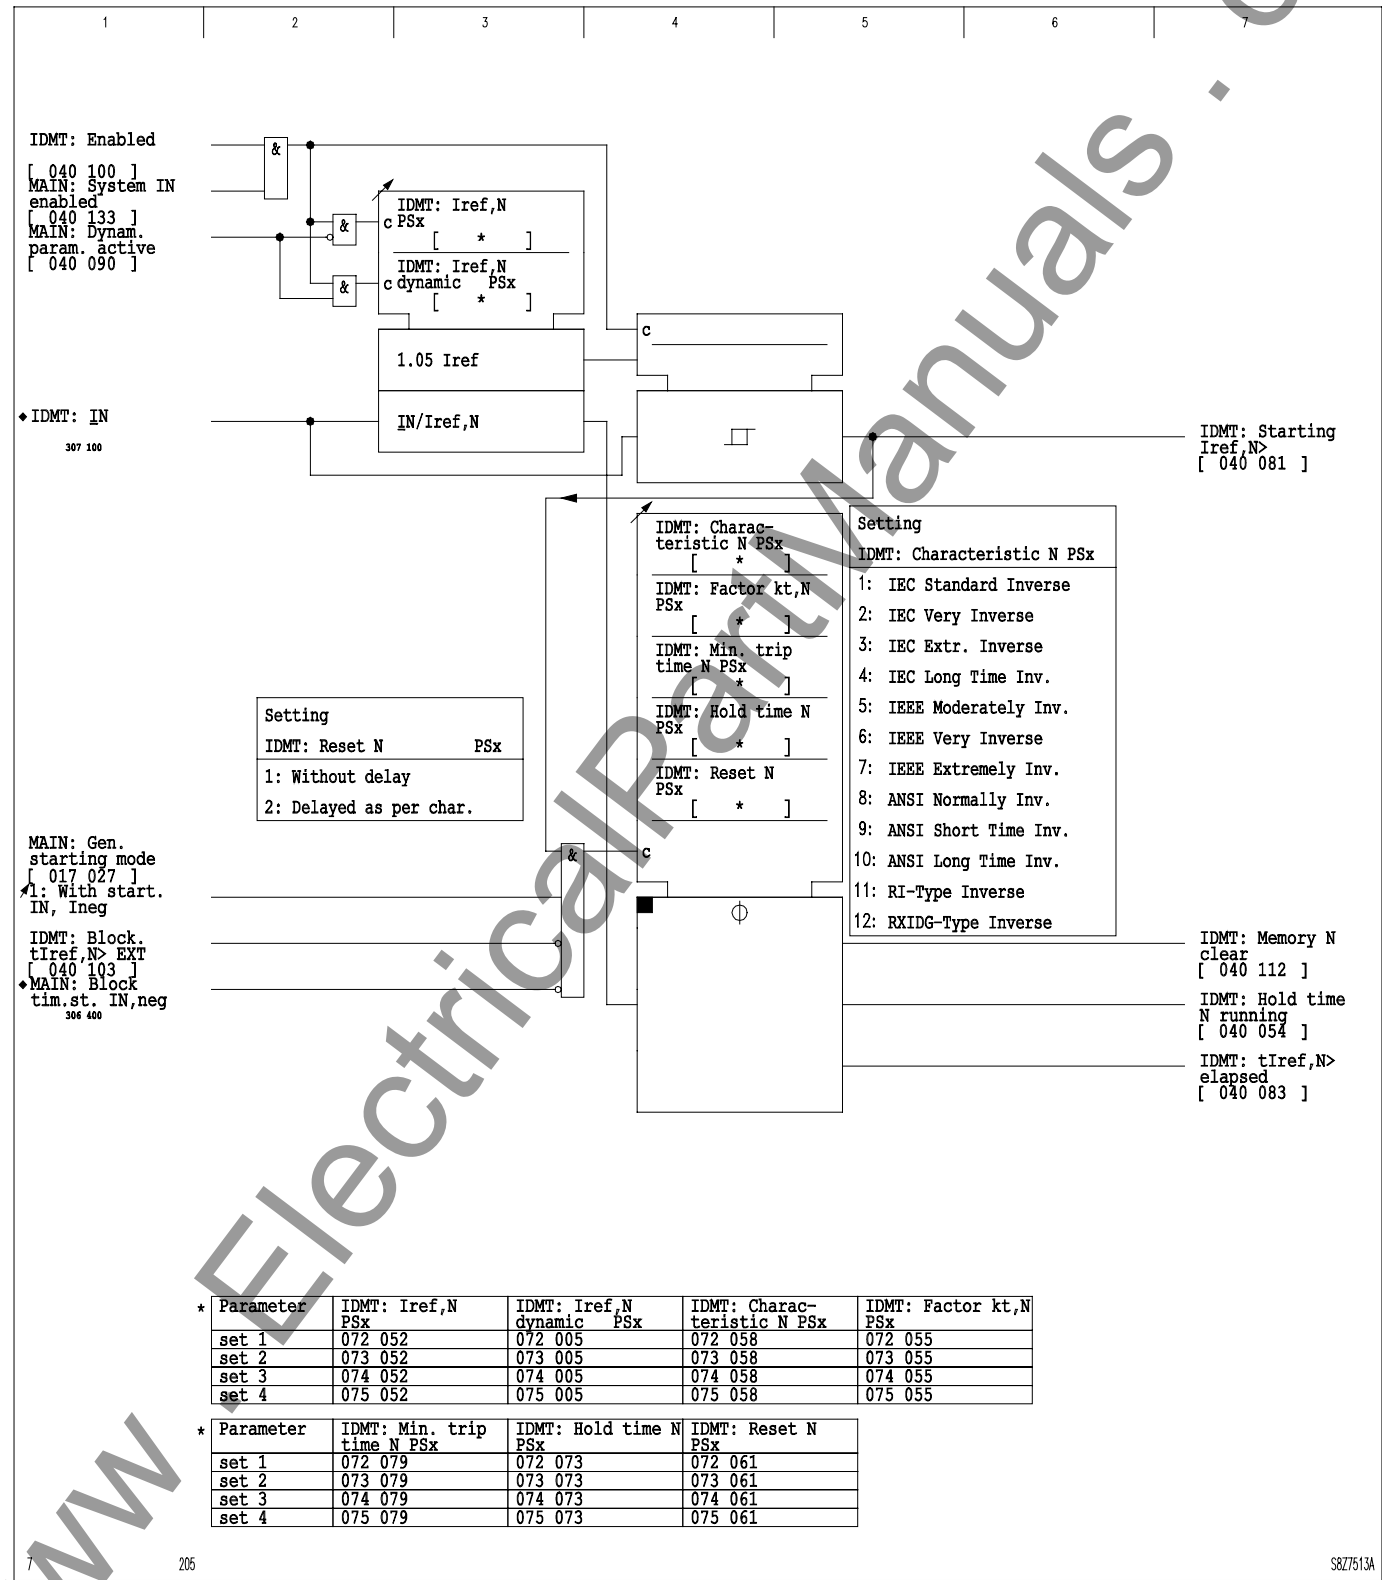 1 2 3 4 5 6 7
IDMT: Enabled
[ 040 100 ]
MAIN: System IN
enabled
[ 040 133 ]
MAIN: Dynam.
param. active
[ 040 090 ]
&
&
&
C
IDMT: Iref,N
PSx
[ * ]
C
IDMT: Iref,N
dynamic PSx
[ * ]
1.05 Iref
IN/Iref,N
C
◆IDMT: IN
307 100
IDMT: Starting
Iref,N>
[ 040 081 ]
IDMT: Charac-
teristic N PSx
[ * ]
IDMT: Factor kt,N
PSx
[ * ]
IDMT: Min. trip
time N PSx
[ * ]
IDMT: Hold time N
PSx
[ * ]
IDMT: Reset N
PSx
[ * ]
C
Setting
IDMT: Characteristic N PSx
1: IEC Standard Inverse
2: IEC Very Inverse
3: IEC Extr. Inverse
4: IEC Long Time Inv.
5: IEEE Moderately Inv.
6: IEEE Very Inverse
7: IEEE Extremely Inv.
8: ANSI Normally Inv.
9: ANSI Short Time Inv.
10: ANSI Long Time Inv.
11: RI-Type Inverse
12: RXIDG-Type Inverse
Setting
IDMT: Reset N PSx
1: Without delay
2: Delayed as per char.
MAIN: Gen.
starting mode
[ 017 027 ]
1: With start.
IN, Ineg
IDMT: Block.
tIref,N> EXT
[ 040 103 ]
◆MAIN: Block
tim.st. IN,neg
306 400
&
IDMT: Memory N
clear
[ 040 112 ]
IDMT: Hold time
N running
[ 040 054 ]
IDMT: tIref,N>
elapsed
[ 040 083 ]
* Parameter IDMT: Iref,N PSx IDMT: Iref,N dynamic PSx IDMT: Charac- teristic N PSx IDMT: Factor kt,N PSx
set 1 072 052 072 005 072 058 072 055
set 2 073 052 073 005 073 058 073 055
set 3 074 052 074 005 074 058 074 055
set 4 075 052 075 005 075 058 075 055
* Parameter IDMT: Min. trip time N PSx IDMT: Hold time N PSx IDMT: Reset N PSx
set 1 072 079 072 073 072 061
set 2 073 079 073 073 073 061
set 3 074 079 074 073 074 061
set 4 075 079 075 073 075 061
7 205 S8Z7513A
ww . ElectricalPartManuals .